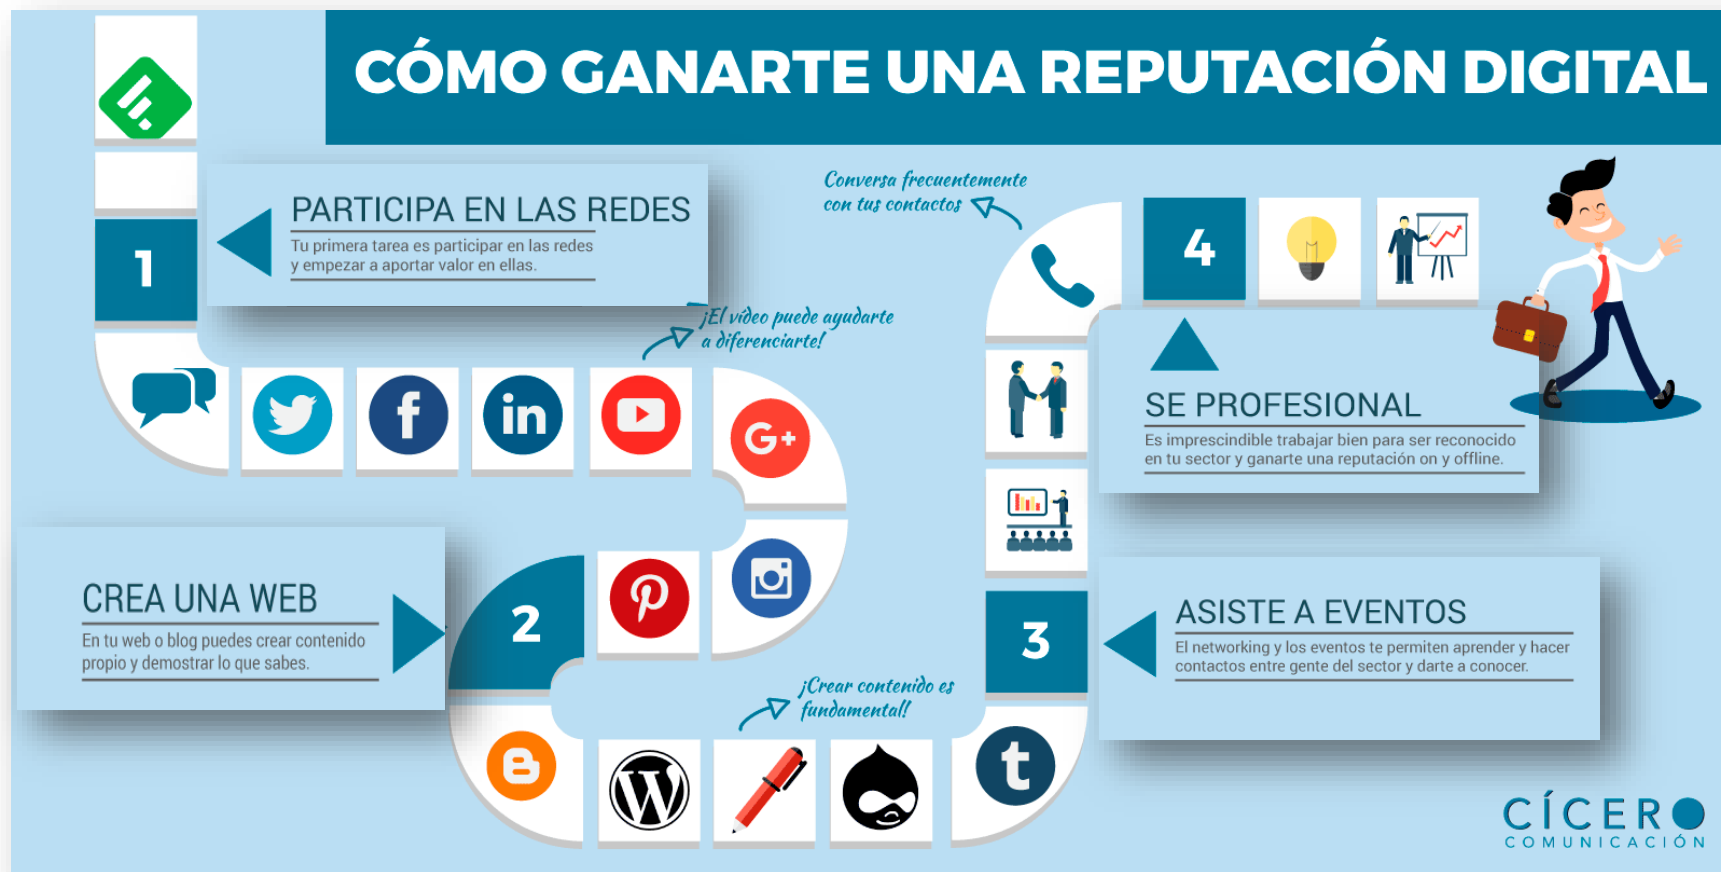 CÓMO GANARTE UNA REPUTACIÓN DIGITAL
1
PARTICIPA EN LAS REDES
Tu primera tarea es participar en las redes
y empezar a aportar valor en ellas.
¡El vídeo puede ayudarte
a diferenciarte!
f
in
G+
CREA UNA WEB
En tu web o blog puedes crear contenido
propio y demostrar lo que sabes.
2
¡Crear contenido es
fundamental!
t
3
ASISTE A EVENTOS
El networking y los eventos te permiten aprender y hacer
contactos entre gente del sector y darte a conocer.
Conversa frecuentemente
con tus contactos
4
SE PROFESIONAL
Es imprescindible trabajar bien para ser reconocido
en tu sector y ganarte una reputación on y offline.
CÍCERO
COMUNICACIÓN